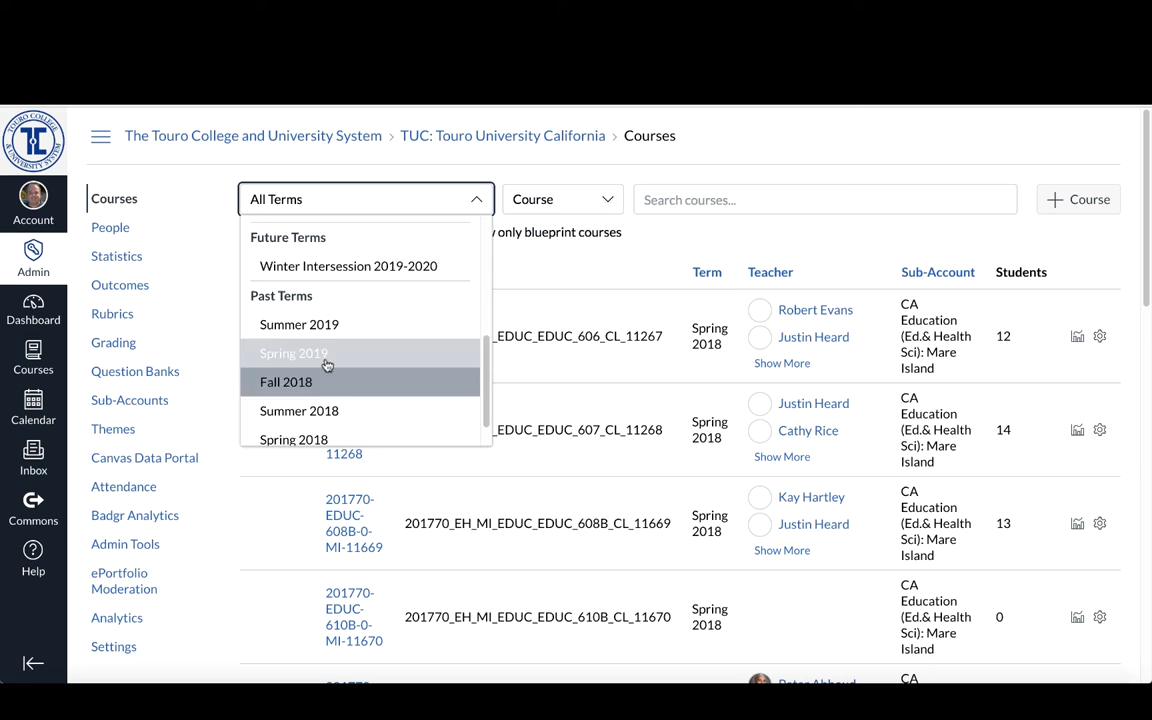 The Touro College and University System › TUC: Touro University California › Courses
TOURO COLLEGE
& UNIVERSITY SYSTEM
Account
Admin
Dashboard
Courses
Calendar
Inbox
Commons
Help
Courses
People
Statistics
Outcomes
Rubrics
Grading
Question Banks
Sub-Accounts
Themes
Canvas Data Portal
Attendance
Badgr Analytics
Admin Tools
ePortfolio
Moderation
Analytics
Settings
All Terms
Course
Search courses...
+ Course
Future Terms
Winter Intersession 2019-2020
Past Terms
Summer 2019
Spring 2019
Fall 2018
Summer 2018
Spring 2018
only blueprint courses
Term
Teacher
Sub-Account
Students
_EDUC_EDUC_606_CL_11267
Spring
2018
Robert Evans
Justin Heard
Show More
CA
Education
(Ed.& Health
Sci): Mare
Island
12
11268
_EDUC_EDUC_607_CL_11268
Spring
2018
Justin Heard
Cathy Rice
Show More
CA
Education
(Ed.& Health
Sci): Mare
Island
14
201770-
EDUC-
608B-0-
MI-11669
201770_EH_MI_EDUC_EDUC_608B_CL_11669
Spring
2018
Kay Hartley
Justin Heard
Show More
CA
Education
(Ed.& Health
Sci): Mare
Island
13
201770-
EDUC-
610B-0-
MI-11670
201770_EH_MI_EDUC_EDUC_610B_CL_11670
Spring
2018
CA
Education
(Ed.& Health
Sci): Mare
Island
0
CA